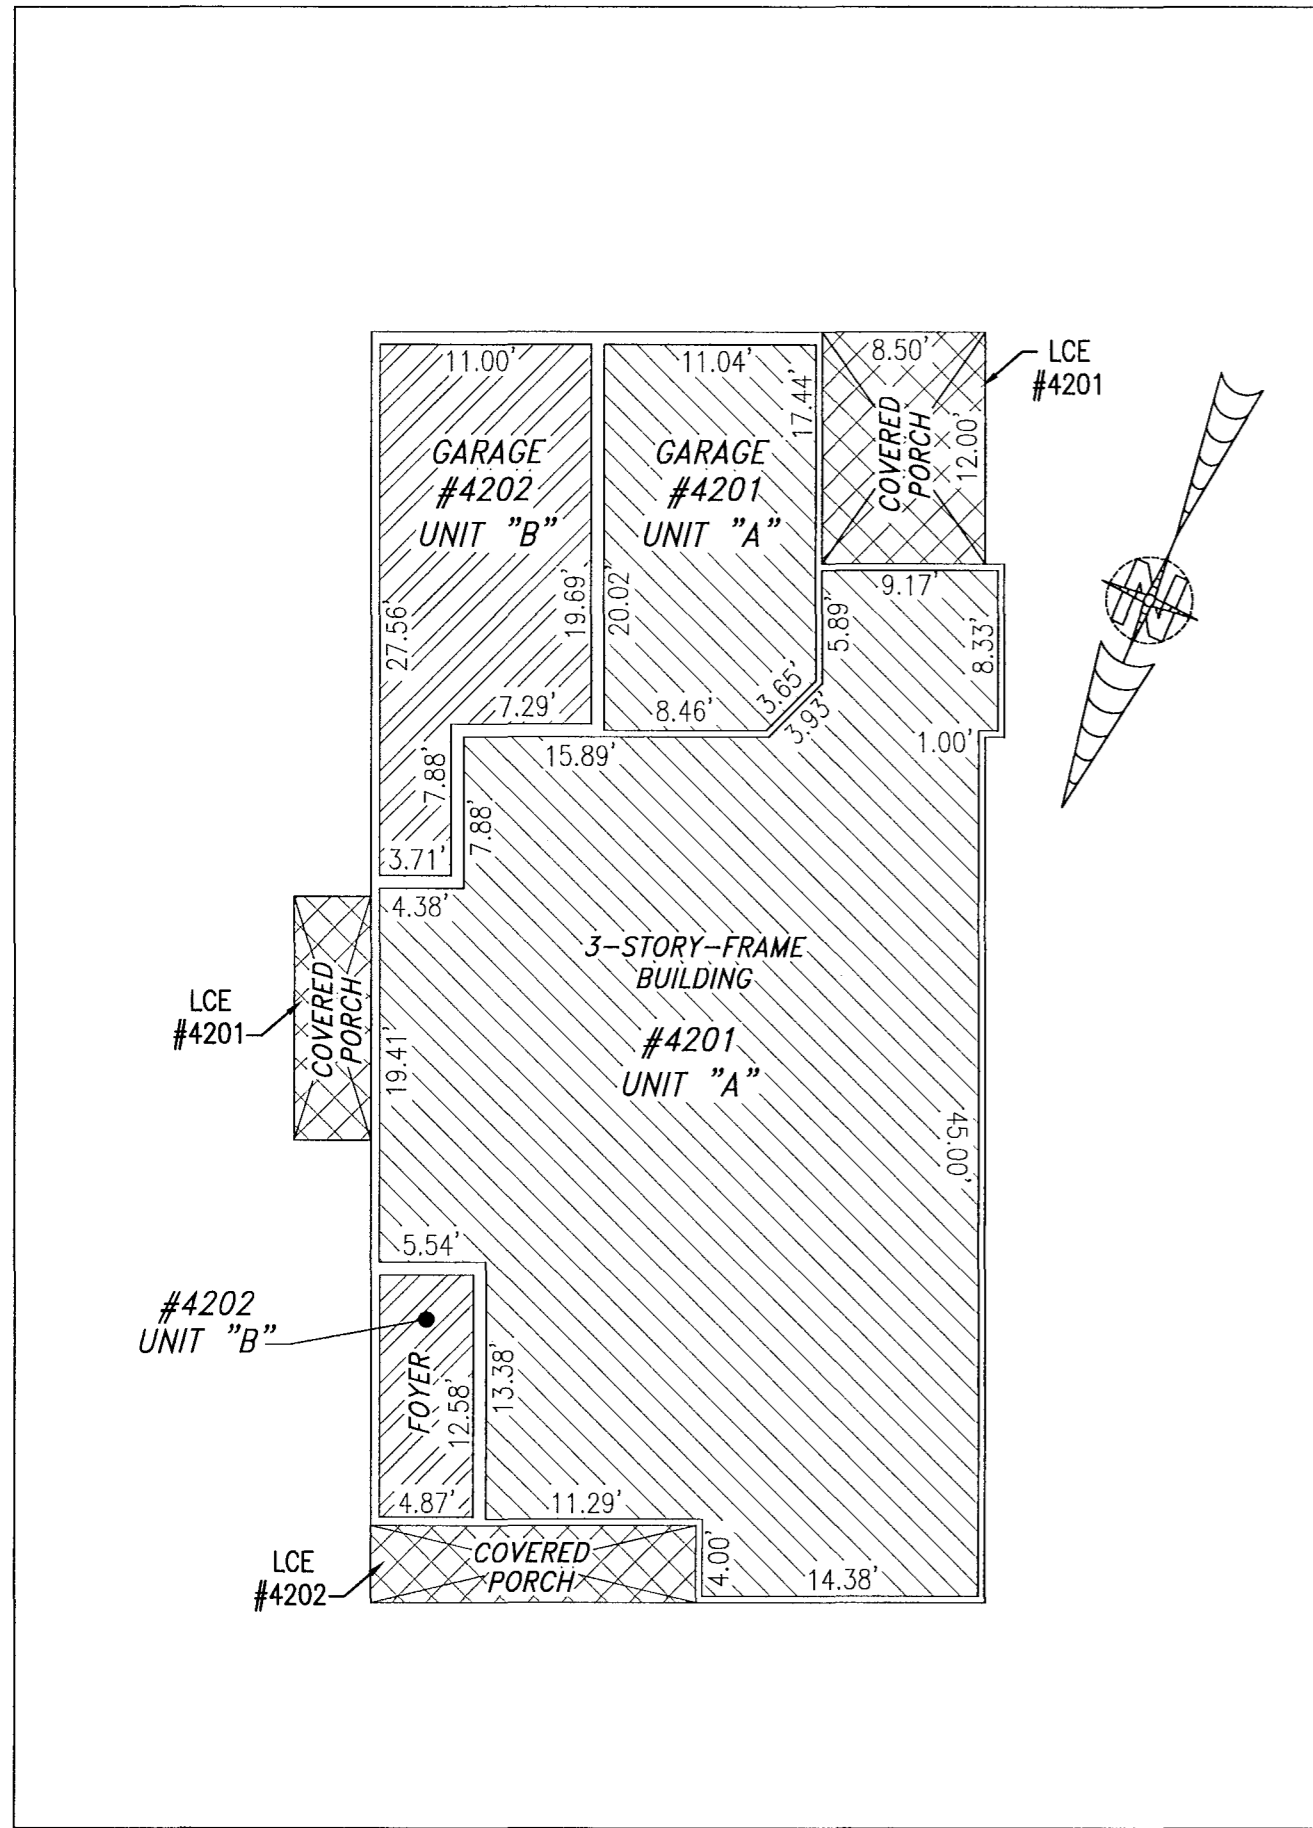 11.00'
11.04'
8.50'
LCE
#4201
GARAGE
#4202
UNIT "B"
GARAGE
#4201
UNIT "A"
17.44'
COVERED
PORCH
12.00'
N
27.56'
19.69'
20.02'
9.17'
5.89'
8.33'
7.29'
8.46'
3.65'
3.93'
15.89'
1.00'
7.88'
7.88'
3.71'
4.38'
3-STORY-FRAME
BUILDING
LCE
#4201
COVERED
PORCH
19.41'
#4201
UNIT "A"
45.00'
5.54'
#4202
UNIT "B"
FOYER
12.58'
13.38'
4.87'
11.29'
LCE
#4202
COVERED
PORCH
4.00'
14.38'